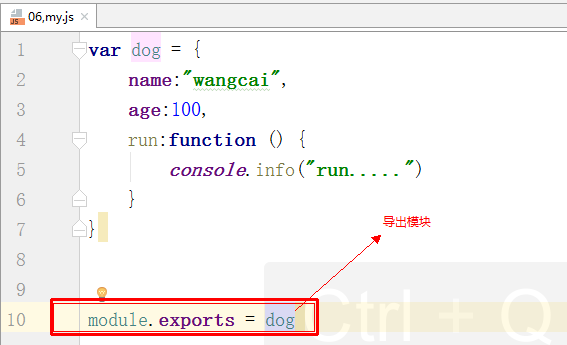 06,my.js
1 var dog = {
2 name:"wangcai",
3 age:100,
4 run:function () {
5 console.info("run.....")
6 }
7 }
8
9
导出模块
10 module.exports = dog
Ctrl + Q